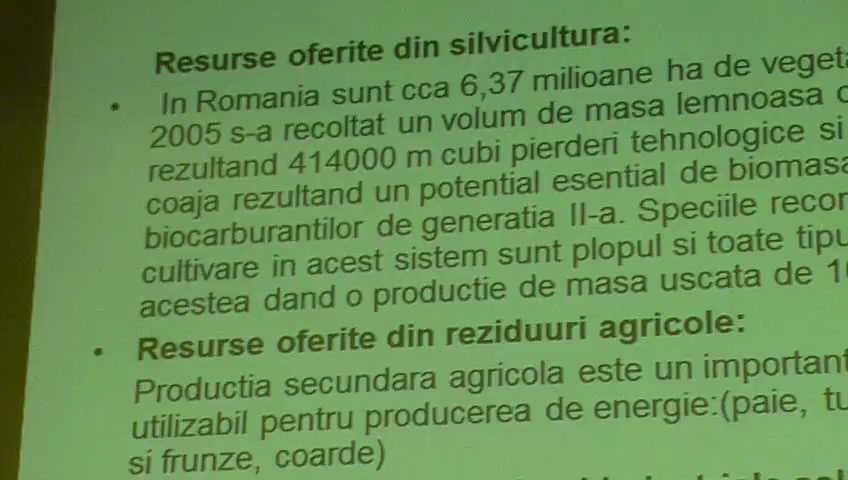 Resurse oferite din silvicultura:
• In Romania sunt cca 6,37 milioane ha de
2005 s-a recoltat un volum de masa lemnoasa
rezultand 414000 m cubi pierderi tehnologice si
coaja rezultand un potential esential de
biocarburantilor de generatia II-a. Speciile
cultivare in acest sistem sunt plopul si toate
acestea dand o productie de masa uscata de
• Resurse oferite din reziduuri agricole:
Productia secundara agricola este un important
utilizabil pentru producerea de energie:(paie,
si frunze, coarde)